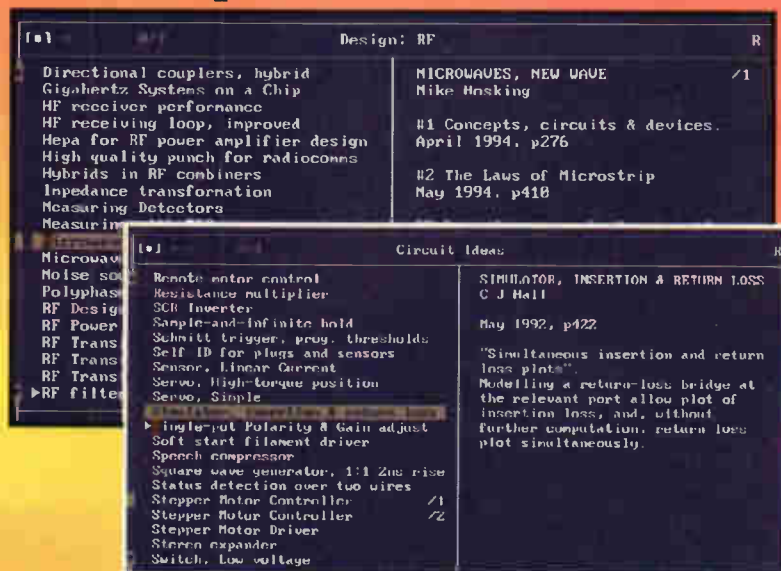 [■] Design: RF R
Directional couplers, hybrid
Gigahertz Systems on a Chip
HF receiver performance
HF receiving loop, improved
Hepa for RF power amplifier design
High quality punch for radiocomms
Hybrids in RF combiners
Impedance transformation
Measuring Detectors
Measuring
Microwav
Noise sou
Polyphas
RF Desig
RF Power
RF Trans
RF Trans
RF Trans
▶RF filte
MICROWAVES, NEW WAVE /1
Mike Hosking
#1 Concepts, circuits & devices.
April 1994. p276
#2 The Laws of Microstrip
May 1994. p410
[■] Circuit Ideas R
Remote motor control
Resistance multiplier
SCR Inverter
Sample-and-infinite hold
Schmitt trigger, prog. thresholds
Self ID for plugs and sensors
Sensor, Linear Current
Servo, High-torque position
Servo, Simple
Simulator, insertion & return loss
▶Single-pot Polarity & Gain adjust
Soft start filament driver
Speech compressor
Square wave generator, 1:1 2ns rise
Status detection over two wires
Stepper Motor Controller /1
Stepper Motor Controller /2
Stepper Motor Driver
Stereo expander
Switch, Low voltage
SIMULATOR, INSERTION & RETURN LOSS
C J Hall
May 1992, p422
"Simultaneous insertion and return
loss plots".
Modelling a return-loss bridge at
the relevant port allow plot of
insertion loss, and, without
further computation, return loss
plot simultaneously.